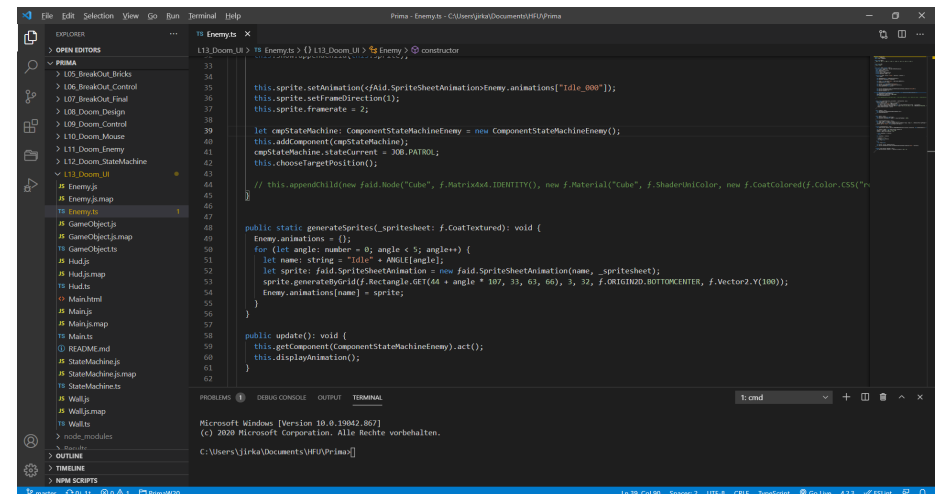 File Edit Selection View Go Run Terminal Help
Prima - Enemy.ts - C:\Users\jirka\Documents\HFU\Prima
EXPLORER
OPEN EDITORS
PRIMA
L05_BreakOut_Bricks
L06_BreakOut_Control
L07_BreakOut_Final
L08_Doom_Design
L09_Doom_Control
L10_Doom_Mouse
L11_Doom_Enemies
L12_Doom_StateMachine
L13_Doom_UI
JS Enemy.js
JS Enemy.js.map
TS Enemy.ts 1
JS GameObject.js
JS GameObject.js.map
TS GameObject.ts
JS Hud.js
JS Hud.js.map
TS Hud.ts
<> Main.html
JS Main.js
JS Main.js.map
TS Main.ts
README.md
JS StateMachine.js
JS StateMachine.js.map
TS StateMachine.ts
JS Wall.js
JS Wall.js.map
TS Wall.ts
node_modules
OUTLINE
TIMELINE
NPM SCRIPTS
TS Enemy.ts
L13_Doom_UI > TS Enemy.ts > {} L13_Doom_UI > Enemy > constructor
33
34
35 this.sprite.setAnimation(<ƒAid.SpriteSheetAnimation>Enemy.animations["Idle_000"]);
36 this.sprite.setFrameDirection(1);
37 this.sprite.framerate = 2;
38
39 let cmpStateMachine: ComponentStateMachineEnemy = new ComponentStateMachineEnemy();
40 this.addComponent(cmpStateMachine);
41 cmpStateMachine.stateCurrent = JOB.PATROL;
42 this.chooseTargetPosition();
43
44 // this.appendChild(new ƒaid.Node("Cube", ƒ.Matrix4x4.IDENTITY(), new ƒ.Material("Cube", ƒ.ShaderUniColor, new ƒ.CoatColored(ƒ.Color.CSS("re
45 }
46
47
48 public static generateSprites(_spritesheet: ƒ.CoatTextured): void {
49 Enemy.animations = {};
50 for (let angle: number = 0; angle < 5; angle++) {
51 let name: string = "Idle" + ANGLE[angle];
52 let sprite: ƒaid.SpriteSheetAnimation = new ƒaid.SpriteSheetAnimation(name, _spritesheet);
53 sprite.generateByGrid(ƒ.Rectangle.GET(44 + angle * 107, 33, 63, 66), 3, 32, ƒ.ORIGIN2D.BOTTOMCENTER, ƒ.Vector2.Y(100));
54 Enemy.animations[name] = sprite;
55 }
56 }
57
58 public update(): void {
59 this.getComponent(ComponentStateMachineEnemy).act();
60 this.displayAnimation();
61 }
62
PROBLEMS 1 DEBUG CONSOLE OUTPUT TERMINAL
1: cmd
Microsoft Windows [Version 10.0.19042.867]
(c) 2020 Microsoft Corporation. Alle Rechte vorbehalten.
C:\Users\jirka\Documents\HFU\Prima>